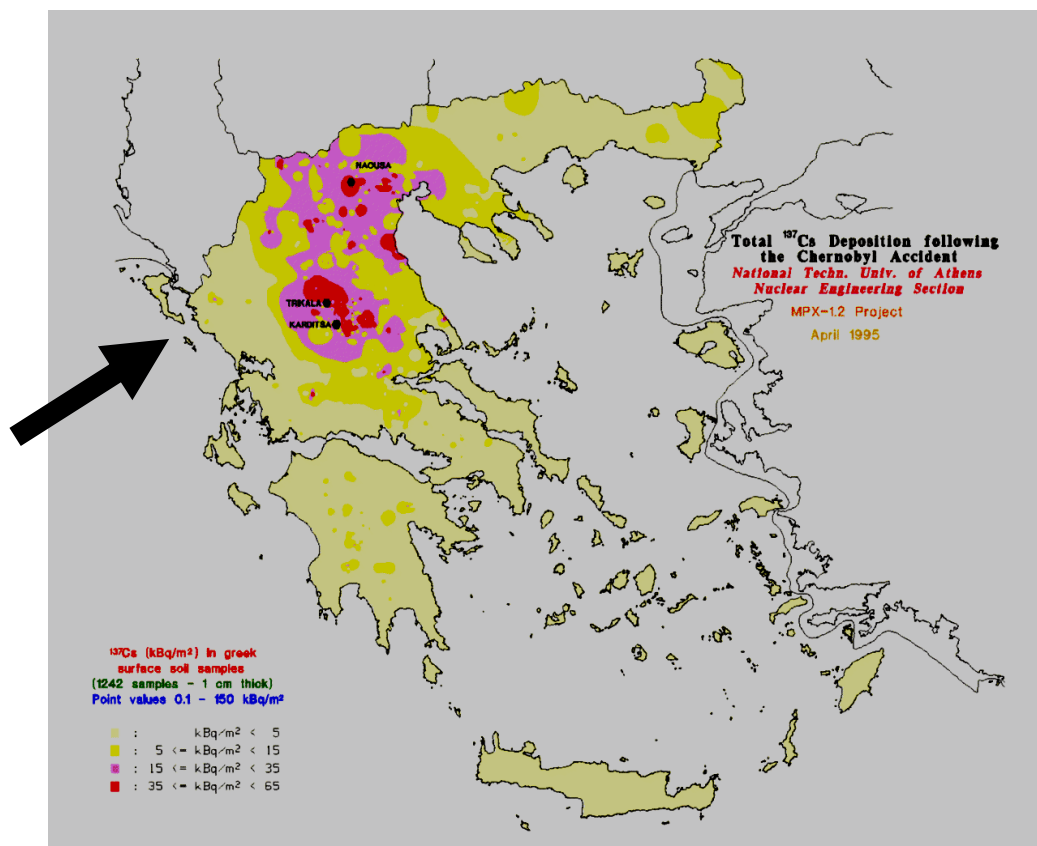 NAOUSA
Total ¹³⁷Cs Deposition following
the Chernobyl Accident
National Techn. Univ. of Athens
Nuclear Engineering Section
MPX-1.2 Project
April 1995
TRIKALA
KARDITSA
¹³⁷Cs (kBq/m²) in greek
surface soil samples
(1242 samples - 1 cm thick)
Point values 0.1 - 150 kBq/m²
: kBq/m² < 5
: 5 <= kBq/m² < 15
: 15 <= kBq/m² < 35
: 35 <= kBq/m² < 65